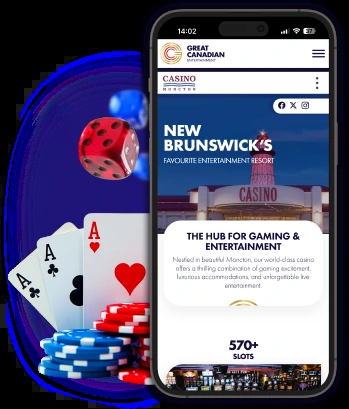 14:02
27
GREAT
CANADIAN
ENTERTAINMENT
CASINO
MONCTON
NEW
BRUNSWICK'S
FAVOURITE ENTERTAINMENT RESORT
CASINO
THE HUB FOR GAMING &
ENTERTAINMENT
Nestled in beautiful Moncton, our world-class casino
offers a thrilling combination of gaming excitement,
luxurious accommodations, and unforgettable live
entertainment.
570+
SLOTS
A
A
A